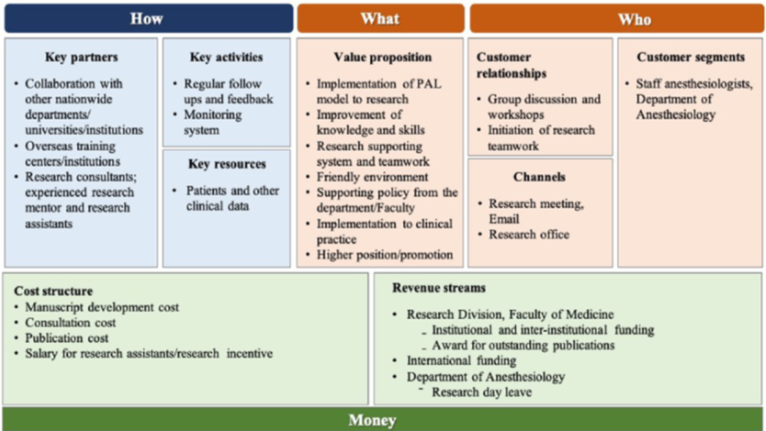 How
What
Who
Key partners
• Collaboration with
other nationwide
departments/
universities/institutions
• Overseas training
centers/institutions
• Research consultants;
experienced research
mentor and research
assistants
Key activities
• Regular follow
ups and feedback
• Monitoring
system
Key resources
• Patients and other
clinical data
Value proposition
• Implementation of PAL
model to research
• Improvement of
knowledge and skills
• Research supporting
system and teamwork
• Friendly environment
• Supporting policy from the
department/Faculty
• Implementation to clinical
practice
• Higher position/promotion
Customer
relationships
• Group discussion and
workshops
• Initiation of research
teamwork
Channels
• Research meeting,
Email
• Research office
Customer segments
• Staff anesthesiologists,
Department of
Anesthesiology
Cost structure
• Manuscript development cost
• Consultation cost
• Publication cost
• Salary for research assistants/research incentive
Revenue streams
• Research Division, Faculty of Medicine
- Institutional and inter-institutional funding
- Award for outstanding publications
• International funding
• Department of Anesthesiology
- Research day leave
Money